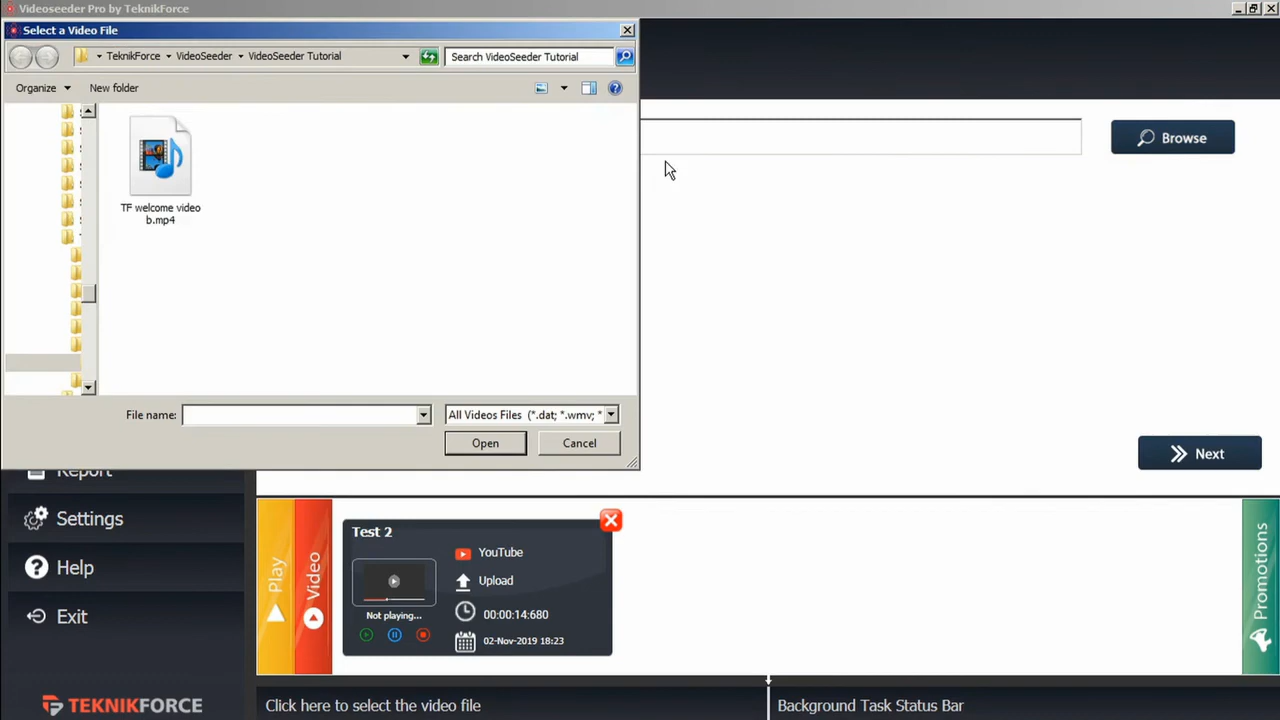 Videoseeder Pro by TeknikForce
Select a Video File
TeknikForce VideoSeeder VideoSeeder Tutorial
Search VideoSeeder Tutorial
Organize
New folder
Browse
TF welcome video
b.mp4
File name:
All Videos Files (*.dat; *.wmv; *
Open
Cancel
Next
Report
Settings
Help
Exit
TEKNIKFORCE
Play
Video
Test 2
Not playing...
YouTube
Upload
00:00:14:680
02-Nov-2019 18:23
Promotions
Click here to select the video file
Background Task Status Bar